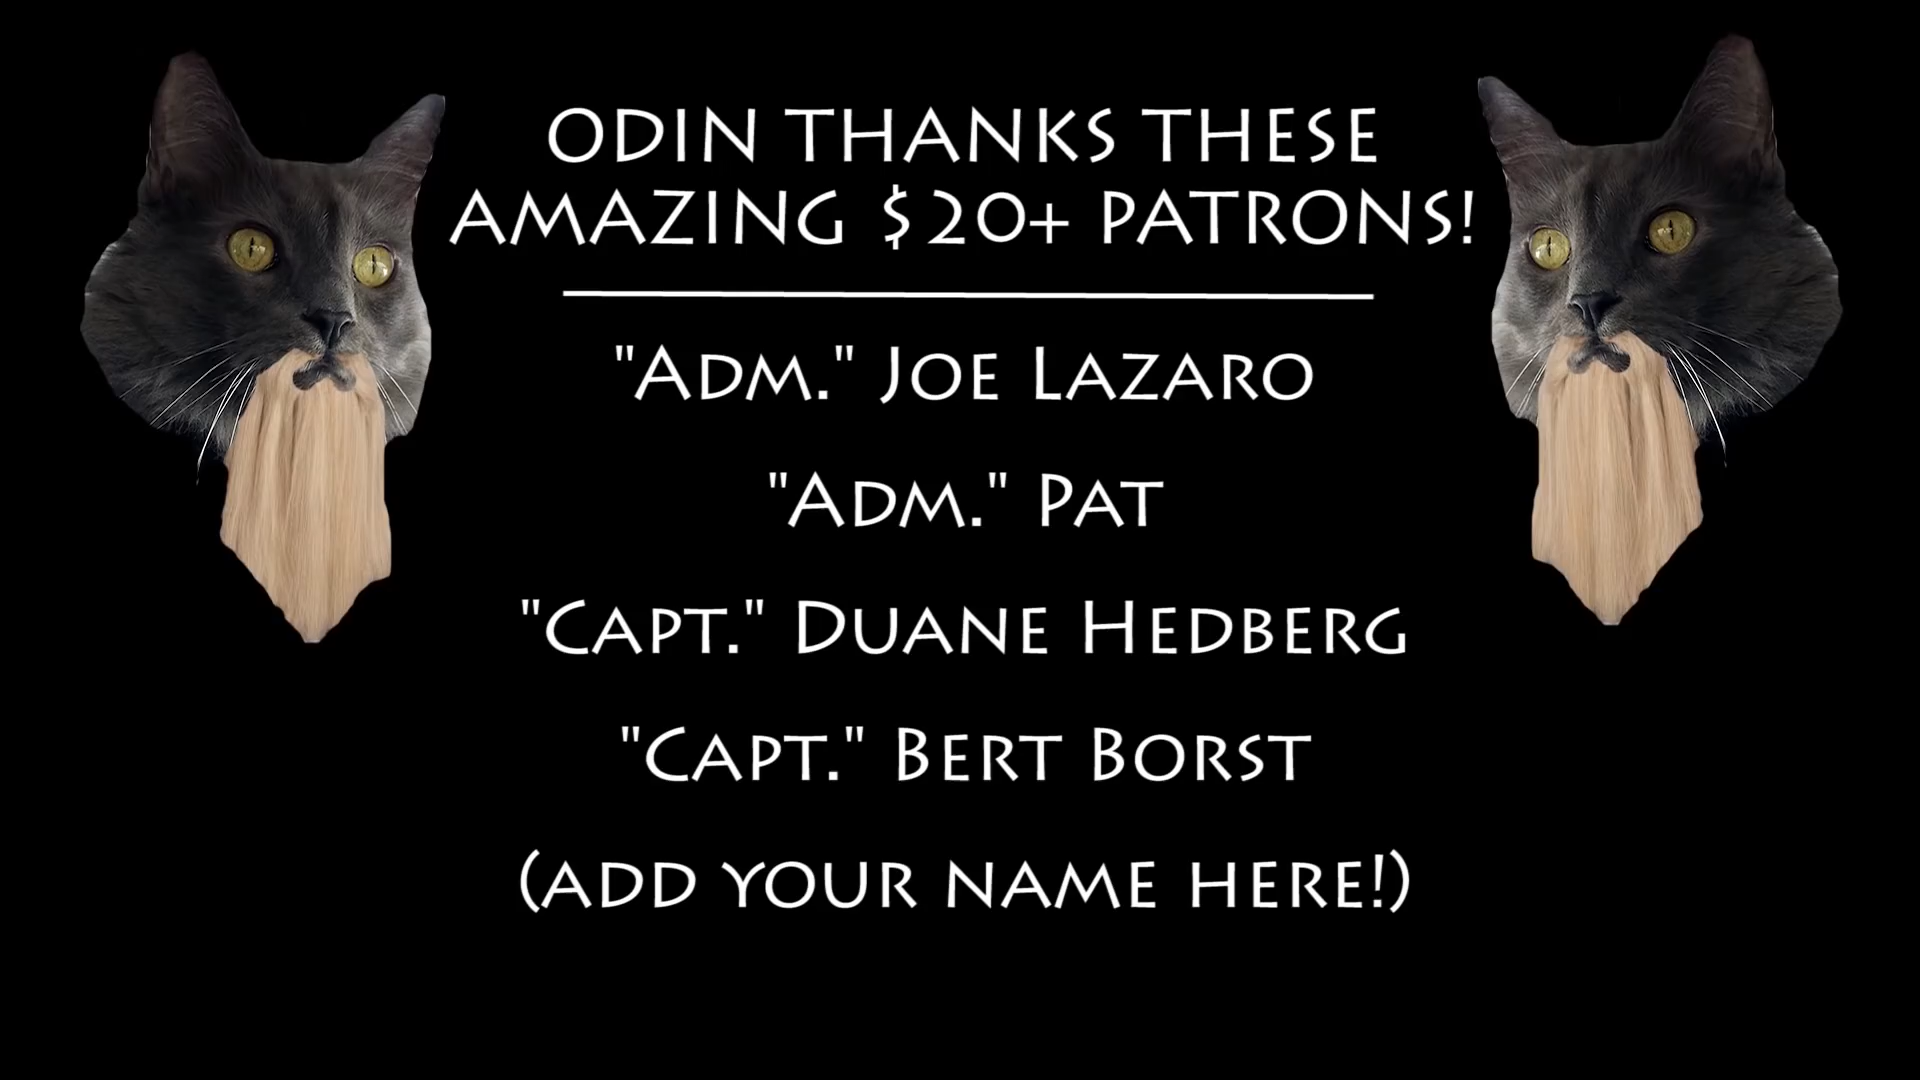 ODIN THANKS THESE
AMAZING $20+ PATRONS!
"ADM." JOE LAZARO
"ADM." PAT
"CAPT." DUANE HEDBERG
"CAPT." BERT BORST
(ADD YOUR NAME HERE!)